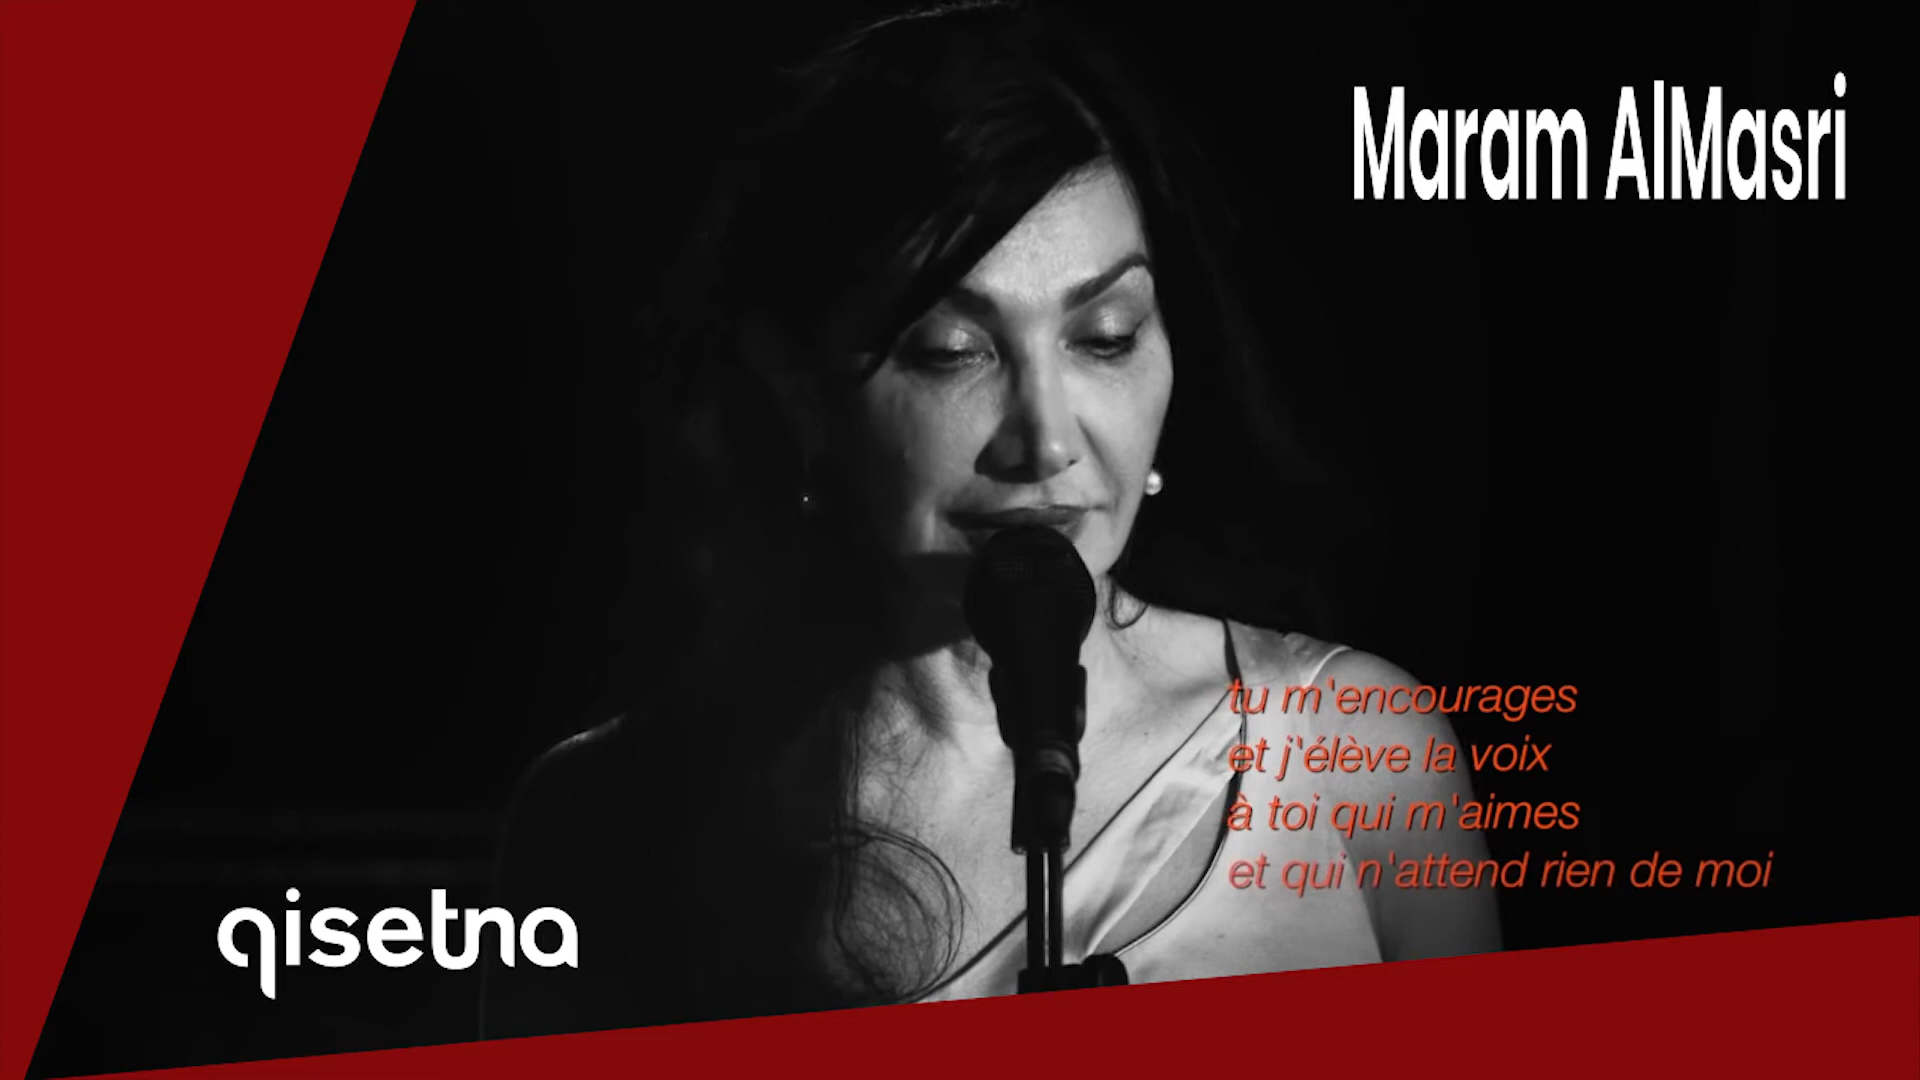 Maram AlMasri
tu m'encourages
et j'élève la voix
à toi qui m'aimes
et qui n'attend rien de moi
qisetna